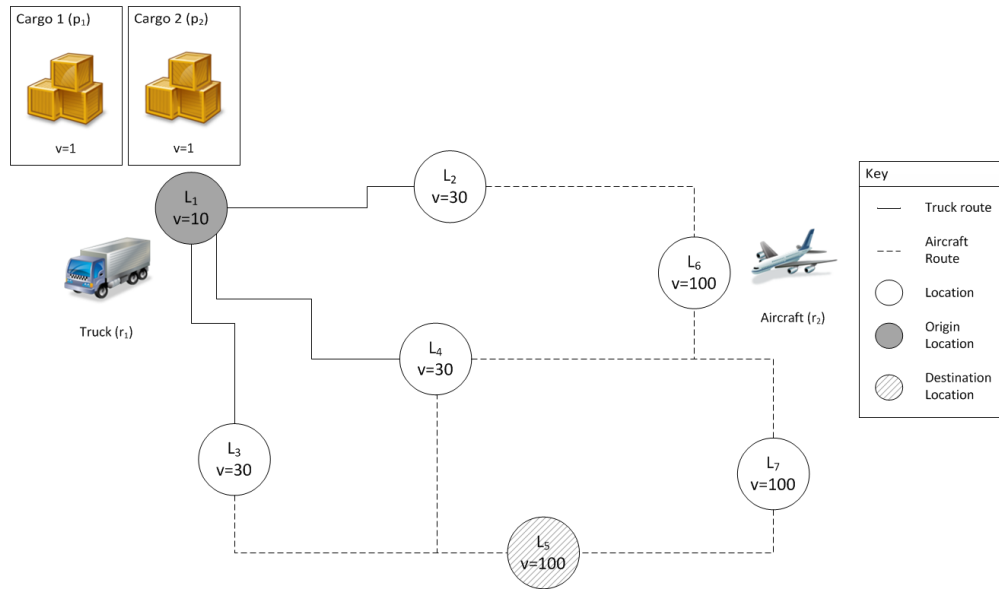 Cargo 1 (p₁)
Cargo 2 (p₂)
v=1
v=1
L₁
v=10
L₂
v=30
Key
Truck route
Aircraft
Route
Location
Origin
Location
Destination
Location
L₆
v=100
Truck (r₁)
Aircraft (r₂)
L₄
v=30
L₃
v=30
L₇
v=100
L₅
v=100